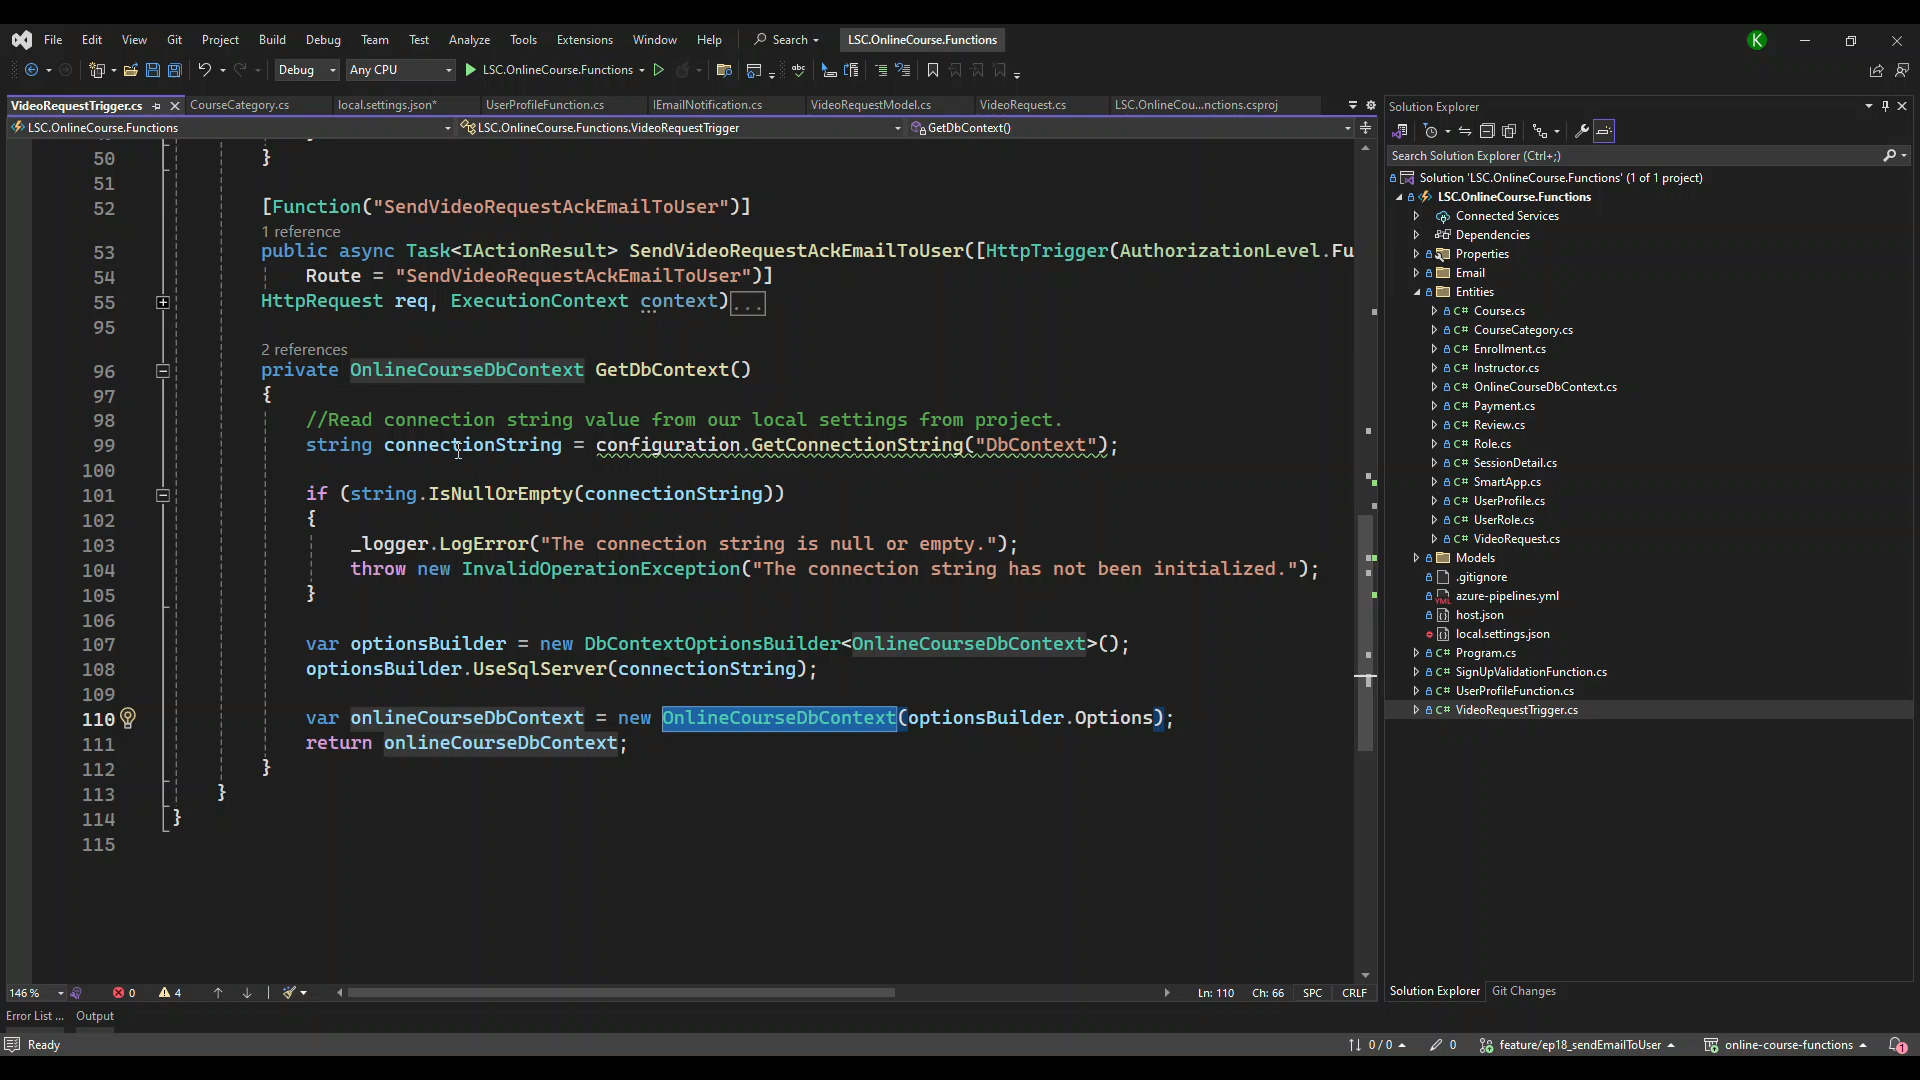 File Edit View Git Project Build Debug Team Test Analyze Tools Extensions Window Help Search LSC.OnlineCourse.Functions K
Debug Any CPU LSC.OnlineCourse.Functions
VideoRequestTrigger.cs CourseCategory.cs local.settings.json* UserProfileFunction.cs IEmailNotification.cs VideoRequestModel.cs VideoRequest.cs LSC.OnlineCou...nctions.csproj
LSC.OnlineCourse.Functions LSC.OnlineCourse.Functions.VideoRequestTrigger GetDbContext()
50 }
51
52 [Function("SendVideoRequestAckEmailToUser")]
1 reference
53 public async Task<IActionResult> SendVideoRequestAckEmailToUser([HttpTrigger(AuthorizationLevel.Fu
54 Route = "SendVideoRequestAckEmailToUser")]
55 HttpRequest req, ExecutionContext context)...
95
2 references
96 private OnlineCourseDbContext GetDbContext()
97 {
98 //Read connection string value from our local settings from project.
99 string connectionString = configuration.GetConnectionString("DbContext");
100
101 if (string.IsNullOrEmpty(connectionString))
102 {
103 _logger.LogError("The connection string is null or empty.");
104 throw new InvalidOperationException("The connection string has not been initialized.");
105 }
106
107 var optionsBuilder = new DbContextOptionsBuilder<OnlineCourseDbContext>();
108 optionsBuilder.UseSqlServer(connectionString);
109
110 var onlineCourseDbContext = new OnlineCourseDbContext(optionsBuilder.Options);
111 return onlineCourseDbContext;
112 }
113 }
114 }
115
146 % 0 4 Ln: 110 Ch: 66 SPC CRLF
Error List ... Output
Solution Explorer
Search Solution Explorer (Ctrl+;)
Solution 'LSC.OnlineCourse.Functions' (1 of 1 project)
LSC.OnlineCourse.Functions
Connected Services
Dependencies
Properties
Email
Entities
C# Course.cs
C# CourseCategory.cs
C# Enrollment.cs
C# Instructor.cs
C# OnlineCourseDbContext.cs
C# Payment.cs
C# Review.cs
C# Role.cs
C# SessionDetail.cs
C# SmartApp.cs
C# UserProfile.cs
C# UserRole.cs
C# VideoRequest.cs
Models
.gitignore
azure-pipelines.yml
host.json
local.settings.json
C# Program.cs
C# SignUpValidationFunction.cs
C# UserProfileFunction.cs
C# VideoRequestTrigger.cs
Solution Explorer Git Changes
Ready 0 / 0 0 feature/ep18_sendEmailToUser online-course-functions 1